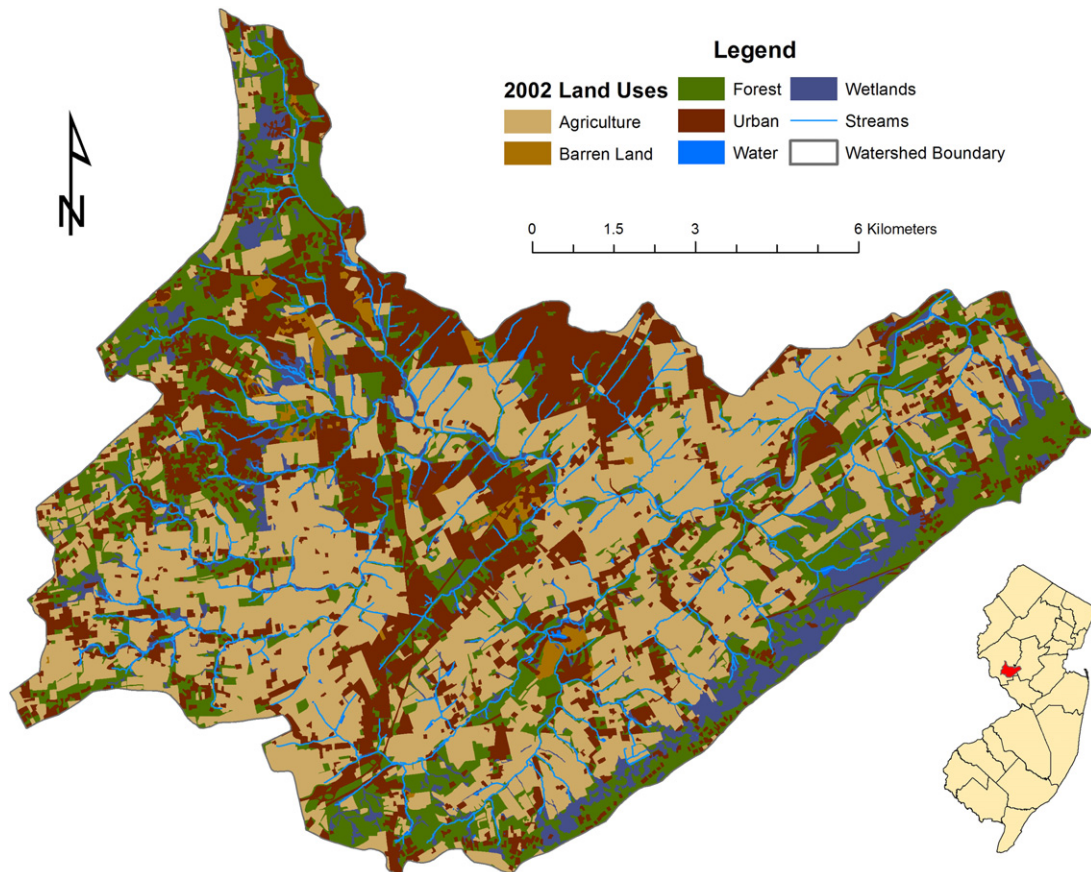 Legend
2002 Land Uses
Agriculture
Barren Land
Forest
Urban
Water
Wetlands
Streams
Watershed Boundary
N
0 1.5 3 6 Kilometers